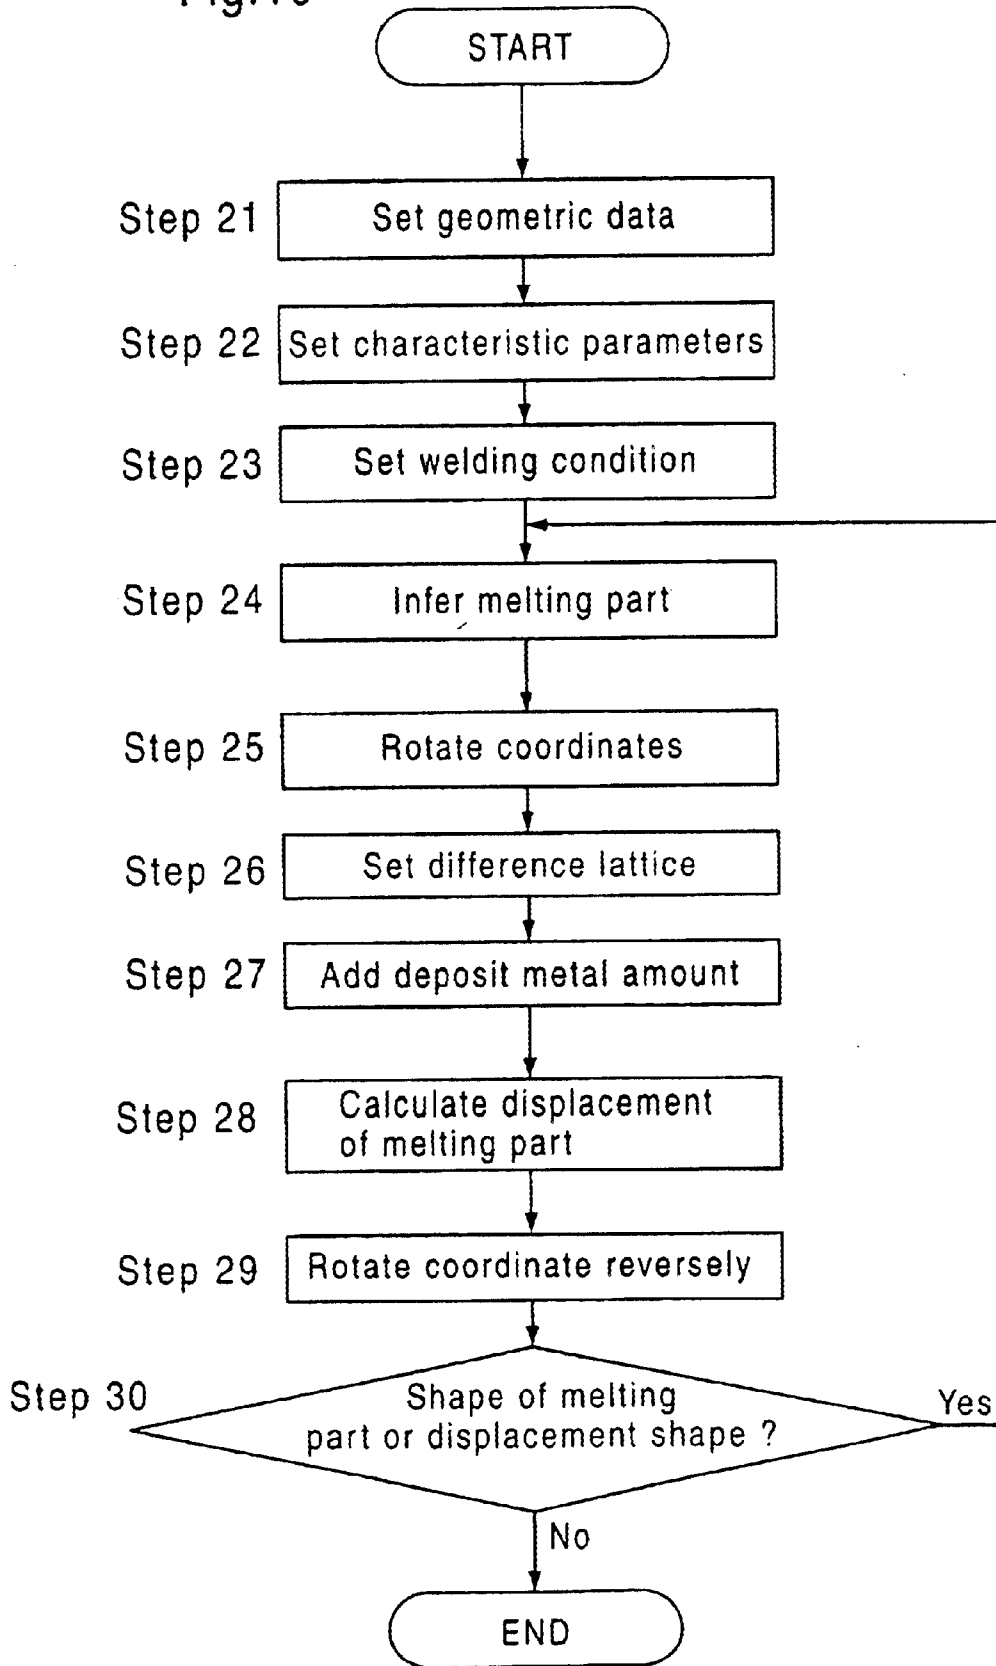 START
Step 21 Set geometric data
Step 22 Set characteristic parameters
Step 23 Set welding condition
Step 24 Infer melting part
Step 25 Rotate coordinates
Step 26 Set difference lattice
Step 27 Add deposit metal amount
Step 28 Calculate displacement
of melting part
Step 29 Rotate coordinate reversely
Step 30 Shape of melting Yes
part or displacement shape ?
No
END